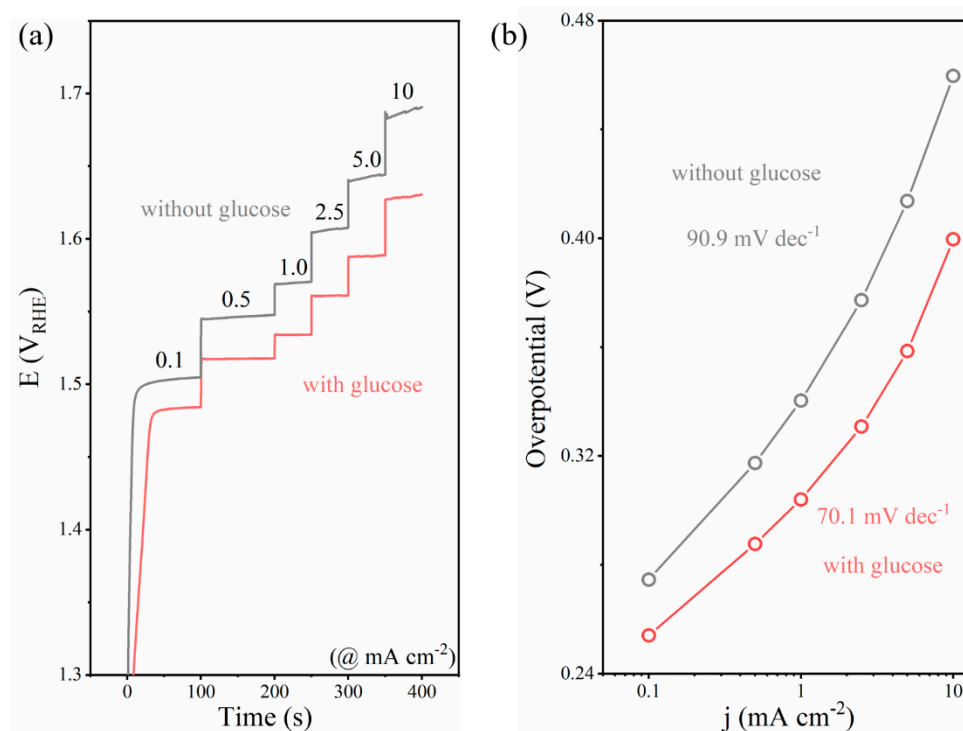 (a)
1.7
1.6
1.5
1.4
1.3
E (V_RHE)
10
5.0
2.5
1.0
0.5
0.1
without glucose
with glucose
(@ mA cm⁻²)
0
100
200
300
400
Time (s)
(b)
0.48
0.40
0.32
0.24
Overpotential (V)
without glucose
90.9 mV dec⁻¹
70.1 mV dec⁻¹
with glucose
0.1
1
10
j (mA cm⁻²)